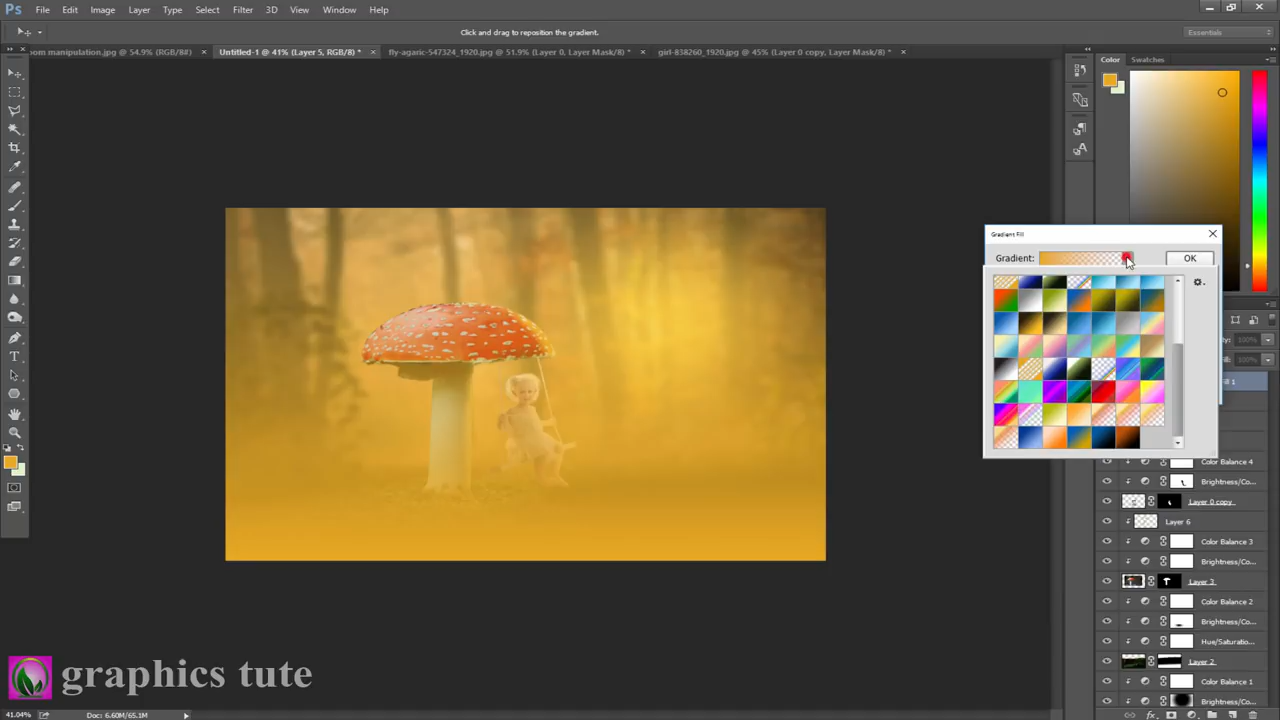 Ps File Edit Image Layer Type Select Filter 3D View Window Help
Click and drag to reposition the gradient.
Essentials
oom manipulation.jpg @ 54.9% (RGB/8#) Untitled-1 @ 41% (Layer 5, RGB/8) * fly-agaric-547324_1920.jpg @ 51.9% (Layer 0, Layer Mask/8) * girl-838260_1920.jpg @ 45% (Layer 0 copy, Layer Mask/8) *
Color Swatches
Gradient Fill
Gradient: OK
100%
100%
ill 1
Color Balance 4
Brightness/Co...
Layer 0 copy
Layer 6
Color Balance 3
Brightness/Co...
Layer 3
Color Balance 2
Brightness/Co...
Hue/Saturatio...
Layer 2
Color Balance 1
Brightness/Co...
graphics tute
41.04% Doc: 6.60M/65.1M